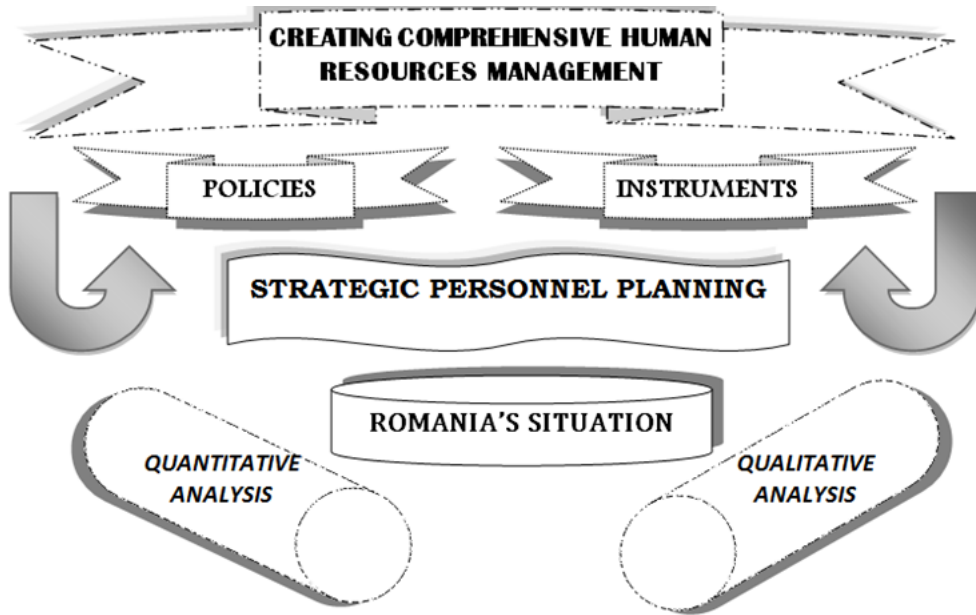 CREATING COMPREHENSIVE HUMAN
RESOURCES MANAGEMENT
POLICIES
INSTRUMENTS
STRATEGIC PERSONNEL PLANNING
ROMANIA'S SITUATION
QUANTITATIVE
ANALYSIS
QUALITATIVE
ANALYSIS